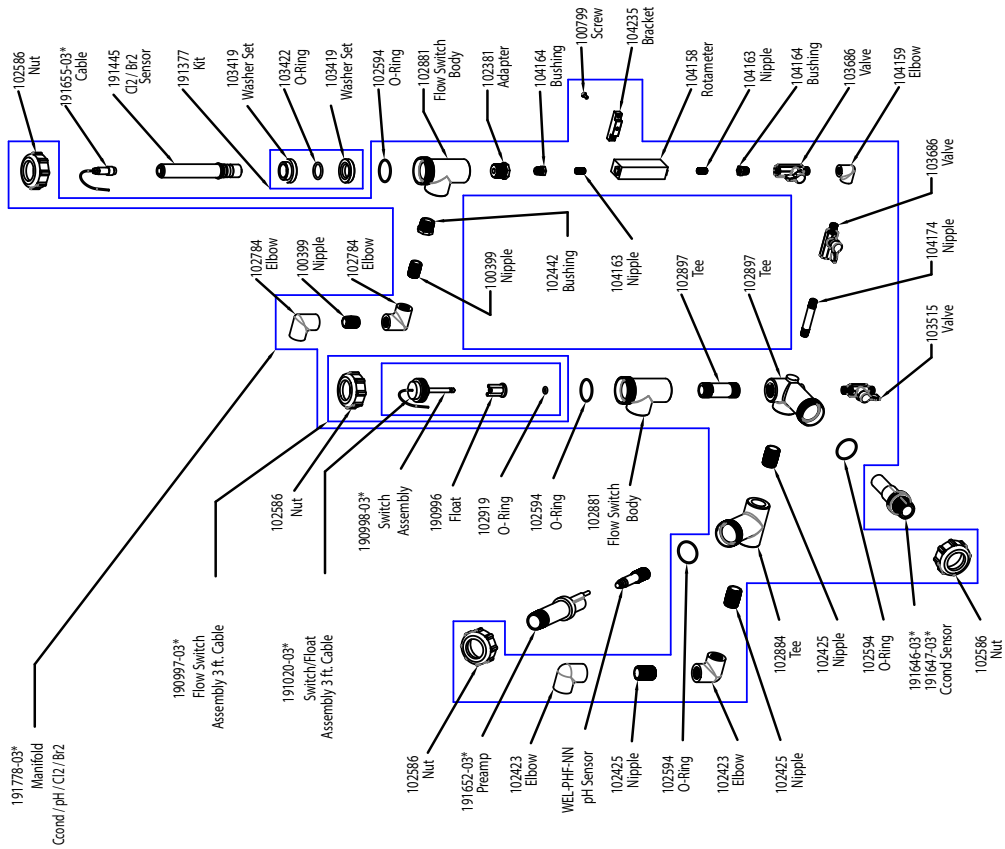 102586
Nut
191655-03*
Cable
191445
Cl2 / Br2
Sensor
191377
Kit
103419
Washer Set
103422
O-Ring
103419
Washer Set
102594
O-Ring
102881
Flow Switch
Body
102381
Adapter
104164
Bushing
100799
Screw
104235
Bracket
104158
Rotameter
104163
Nipple
104164
Bushing
103686
Valve
104159
Elbow
102784
Elbow
100399
Nipple
102784
Elbow
100399
Nipple
102442
Bushing
104163
Nipple
102897
Tee
102897
Tee
103686
Valve
104174
Nipple
103515
Valve
102586
Nut
190998-03*
Switch
Assembly
190996
Float
102919
O-Ring
102594
O-Ring
102881
Flow Switch
Body
190997-03*
Flow Switch
Assembly 3 ft. Cable
191020-03*
Switch/Float
Assembly 3 ft. Cable
191778-03*
Manifold
Ccond / pH / Cl2 / Br2
102586
Nut
191652-03*
Preamp
102423
Elbow
WEL-PHF-NN
pH Sensor
102425
Nipple
102594
O-Ring
102423
Elbow
102425
Nipple
102884
Tee
102425
Nipple
102594
O-Ring
191646-03*
191647-03*
Ccond Sensor
102586
Nut